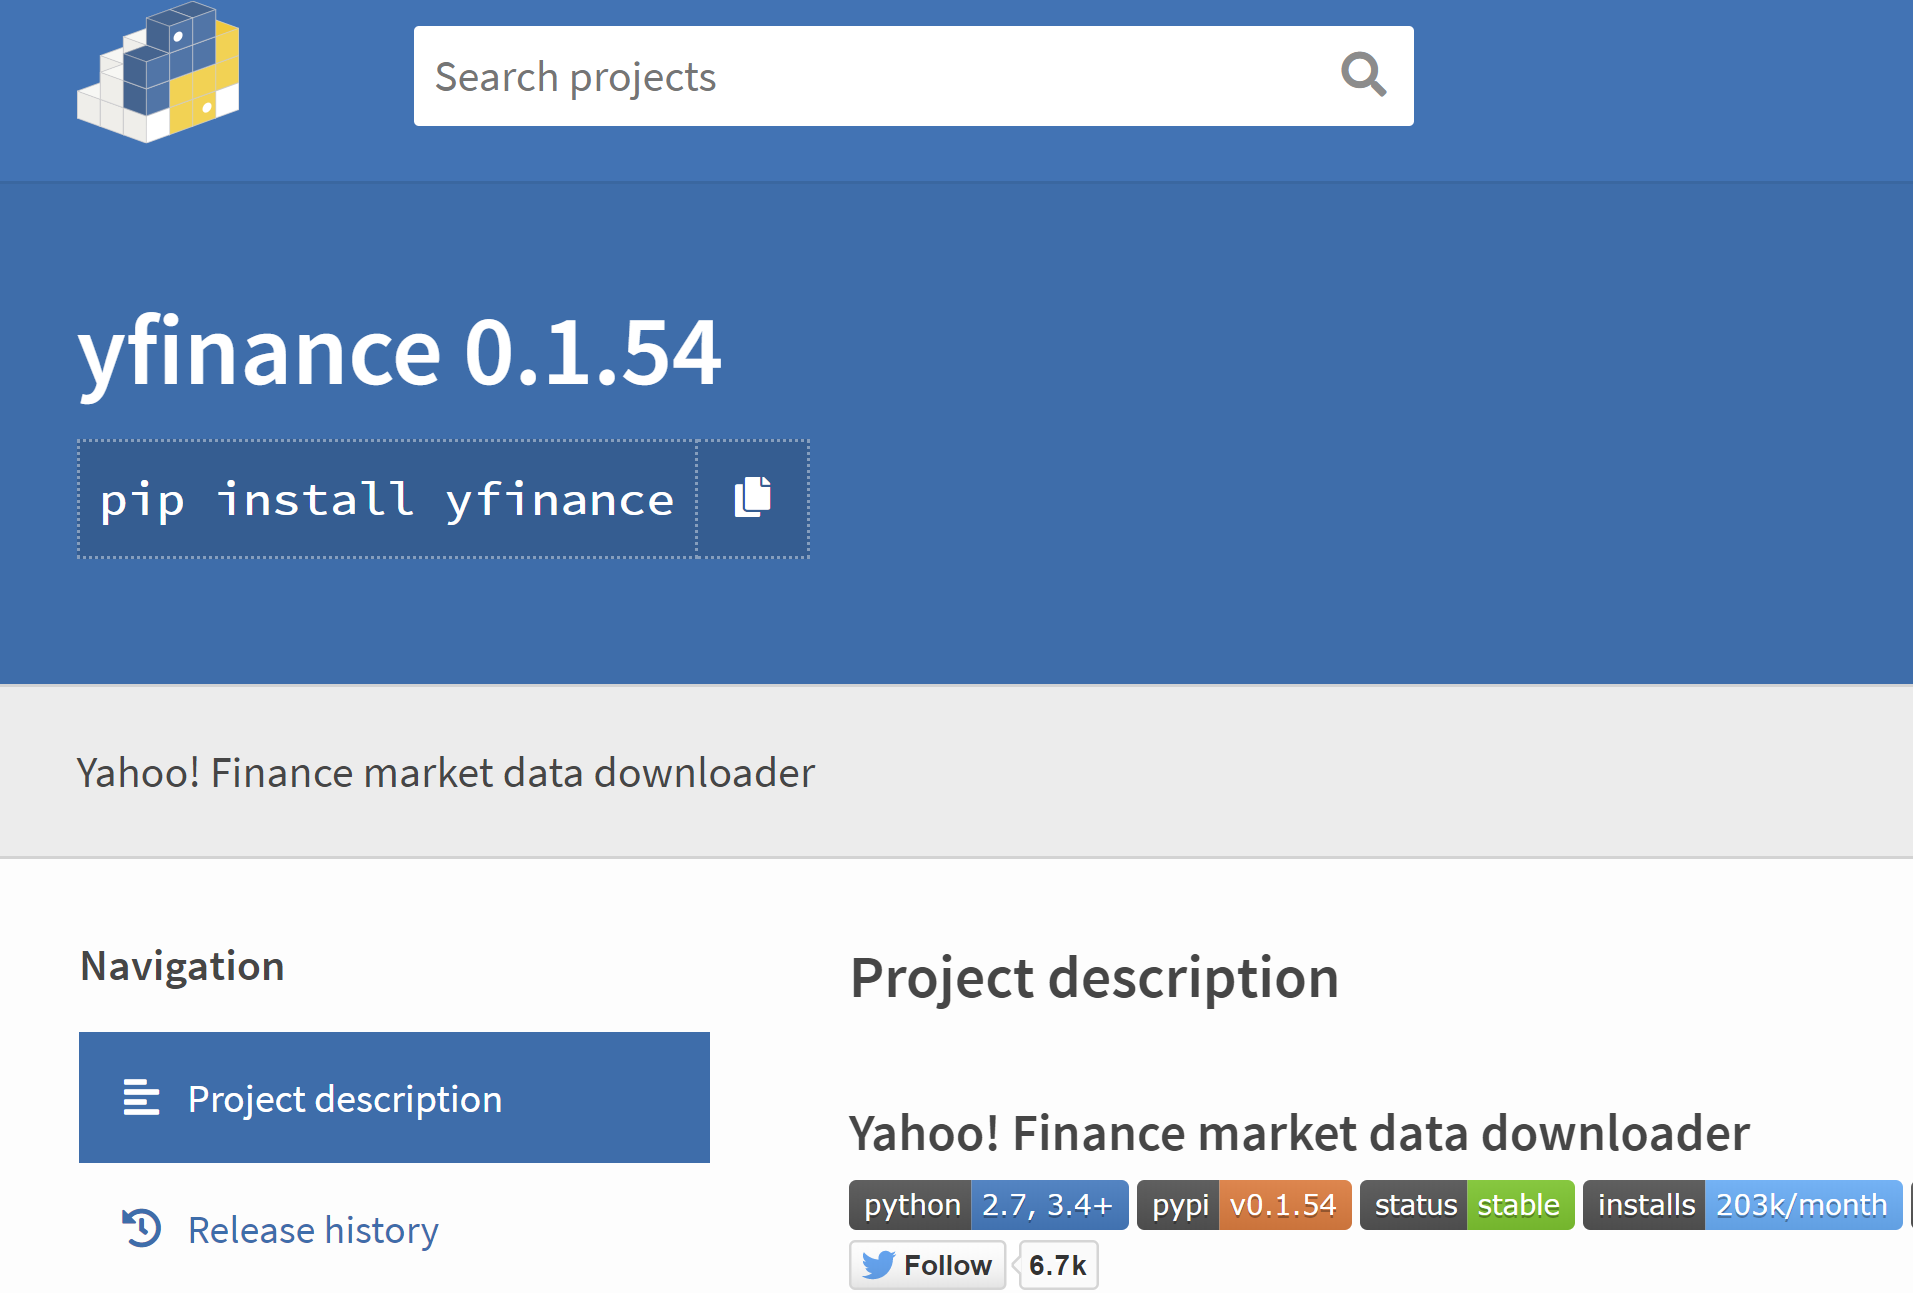 Search projects
yfinance 0.1.54
pip install yfinance
Yahoo! Finance market data downloader
Navigation
Project description
Release history
Project description
Yahoo! Finance market data downloader
python 2.7, 3.4+ pypi v0.1.54 status stable installs 203k/month
Follow 6.7k